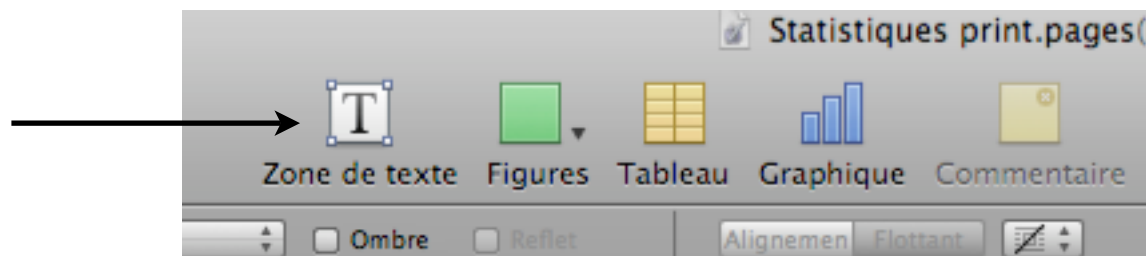 Statistiques print.pages
T
Zone de texte Figures Tableau Graphique Commentaire
Ombre Reflet Alignemen Flottant